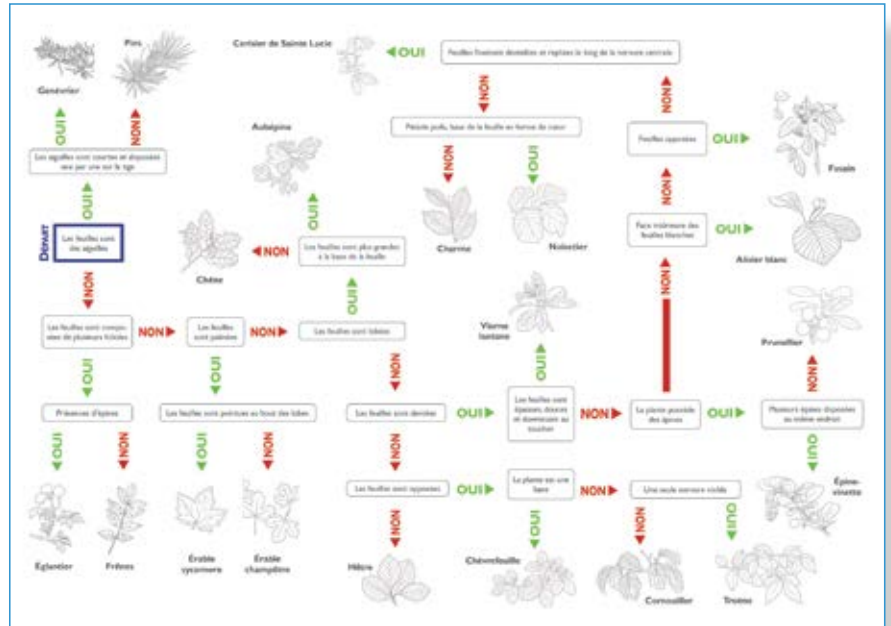 Pins
Genévrier
Cerisier de Sainte Lucie
OUI
Feuilles finement dentelées et repliées le long de la nervure centrale
NON
OUI
NON
Les aiguilles sont courtes et disposées
une par une sur la tige
Aubépine
Présente poils, base de la feuille en forme de cœur
NON
OUI
NON
Feuilles opposées
OUI
Fusain
OUI
OUI
NON
DÉPART
Les feuilles sont
des aiguilles
Chêne
NON
Les feuilles sont plus grandes
à la base de la feuille
Charme
Noisetier
Face inférieure des
feuilles blanches
OUI
Alisier blanc
NON
OUI
NON
Les feuilles sont compo-
sées de plusieurs folioles
NON
Les feuilles
sont palmées
NON
Les feuilles sont lobées
Viorne
lantane
Prunellier
OUI
OUI
NON
OUI
NON
Présences d'épines
Les feuilles sont pointues au bout des lobes
Les feuilles sont dentées
OUI
Les feuilles sont
épaisses, douces
au toucher
NON
La plante possède
des épines
OUI
Plusieurs épines disposées
au même endroit
OUI
NON
OUI
NON
NON
OUI
Les feuilles sont opposées
OUI
La plante est une
liane
NON
Une seule nervure visible
Épine-
vinette
Églantier
Frênes
Érable
sycomore
Érable
champêtre
NON
OUI
NON
OUI
Hêtre
Chèvrefeuille
Cornouiller
Troène